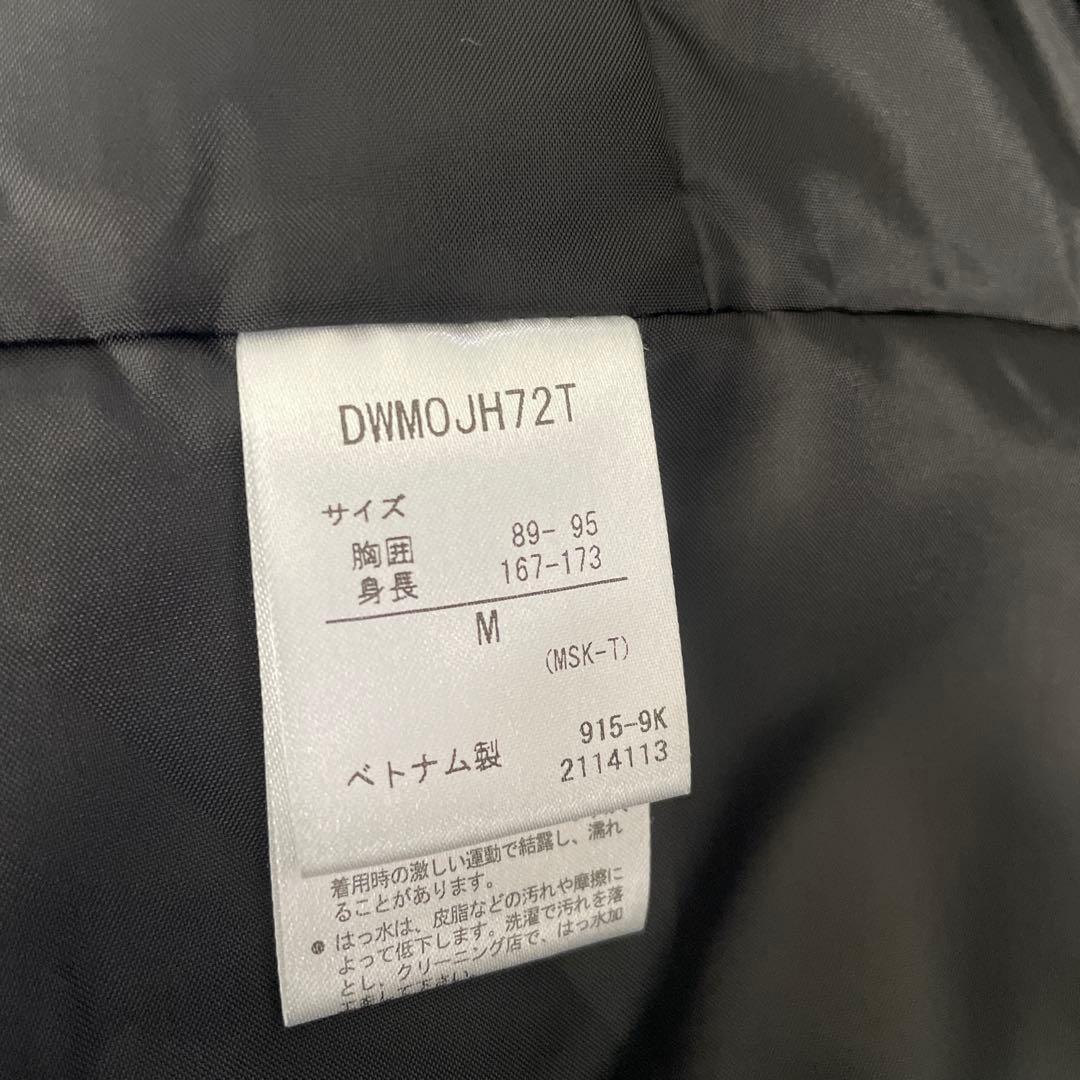 DWMOJH72T
サイズ
胸囲 89- 95
身長 167-173
M
(MSK-T)
915-9K
ベトナム製 2114113
着用時の激しい運動で結露し、濡れ
ることがあります。
● はっ水は、皮脂などの汚れや摩擦に
よって低下します。洗濯で汚れを落
とし、クリーニング店で、はっ水加